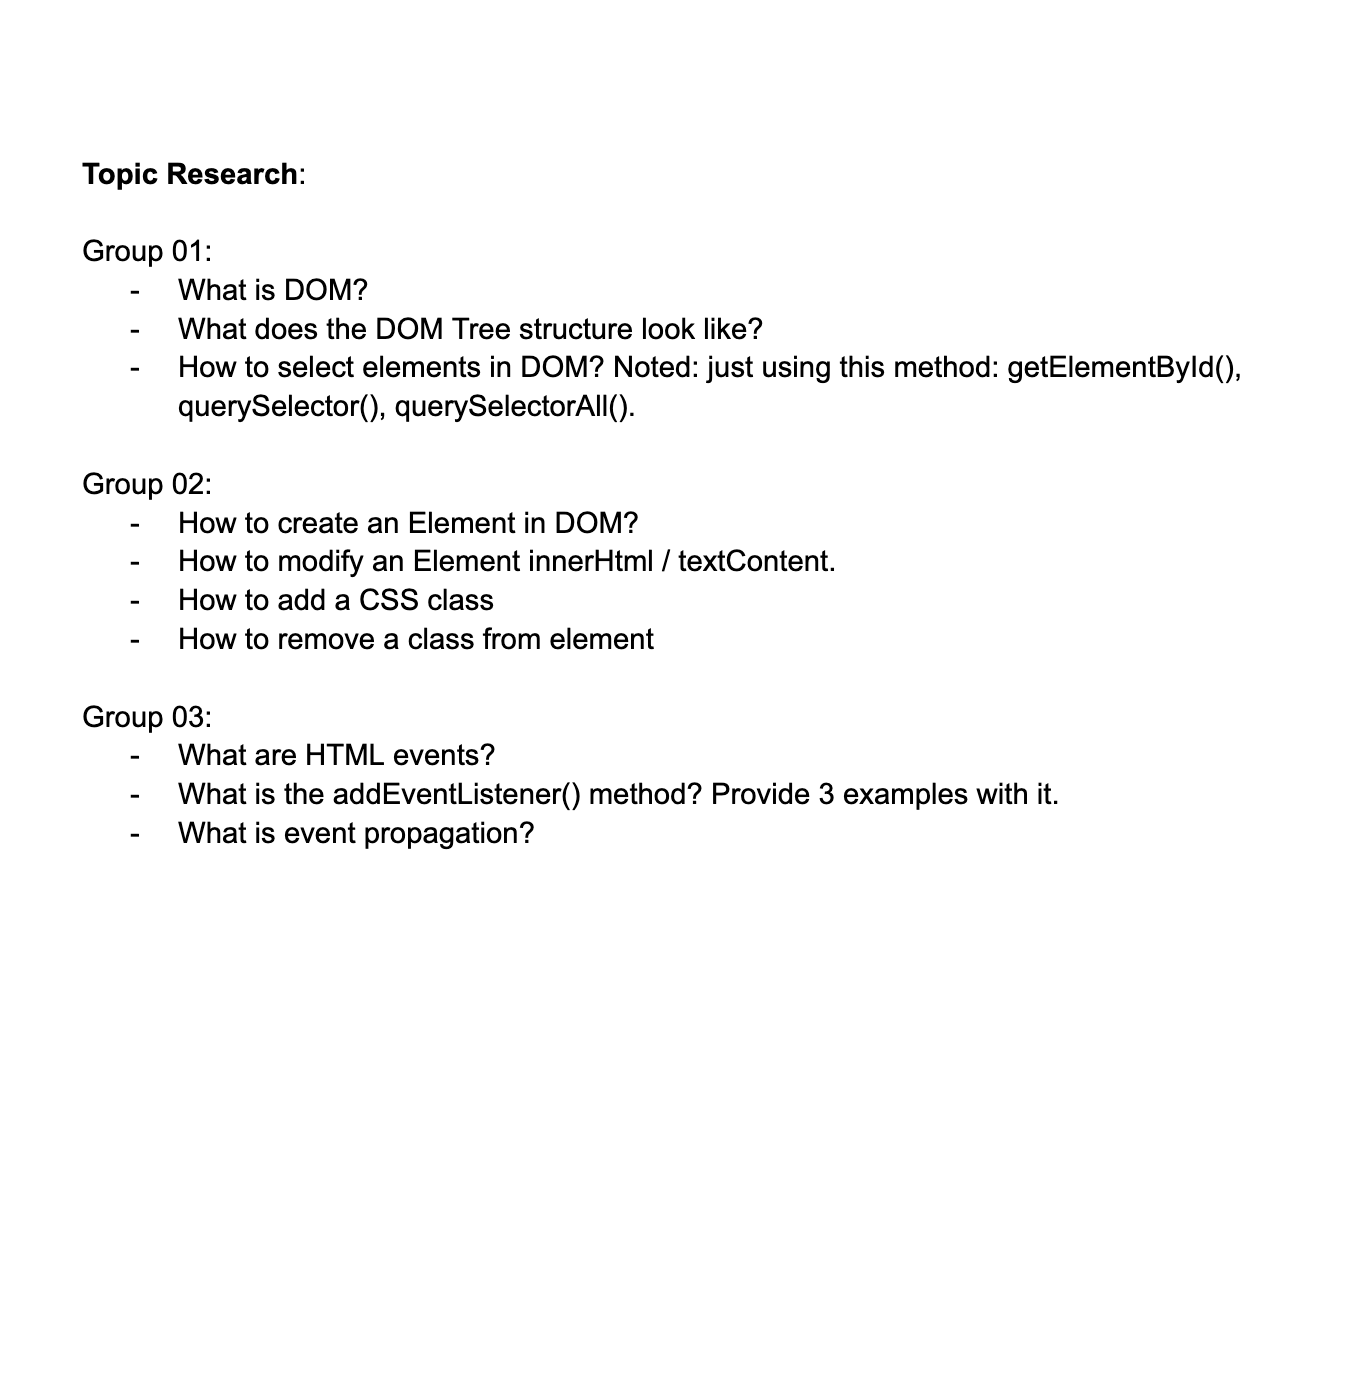 Topic Research:
Group 01:
- What is DOM?
- What does the DOM Tree structure look like?
- How to select elements in DOM? Noted: just using this method: getElementById(),
querySelector(), querySelectorAll().
Group 02:
- How to create an Element in DOM?
- How to modify an Element innerHtml / textContent.
- How to add a CSS class
- How to remove a class from element
Group 03:
- What are HTML events?
- What is the addEventListener() method? Provide 3 examples with it.
- What is event propagation?